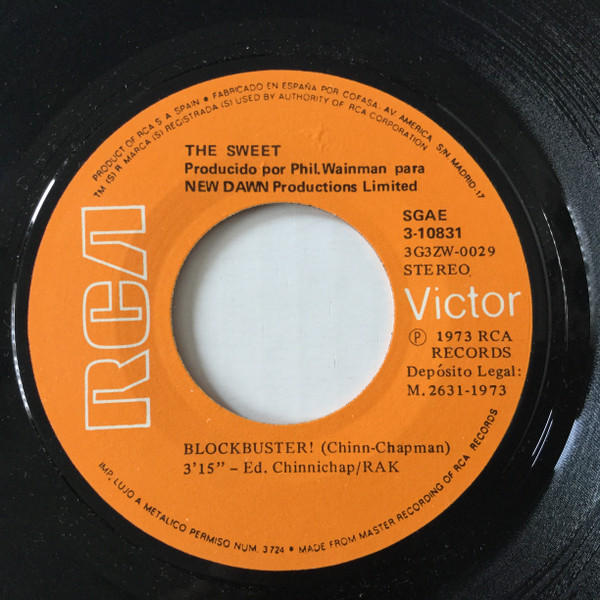 PRODUCT OF RCA S. A. SPAIN • FABRICADO EN ESPAÑA POR COFASA: AV. AMERICA, S/N. MADRID-17
TM (S) R MARCA (S) REGISTRADA (S) USED BY AUTHORITY OF RCA CORPORATION
THE SWEET
Producido por Phil.Wainman para
NEW DAWN Productions Limited
SGAE
3-10831
3G3ZW-0029
STEREO
RCA
Victor
Ⓟ 1973 RCA
RECORDS
Depósito Legal:
M. 2631-1973
BLOCKBUSTER! (Chinn-Chapman)
3'15" – Ed. Chinnichap/RAK
IMP. LUJO A METALICO PERMISO NUM. 3724 • MADE FROM MASTER RECORDING OF RCA RECORDS